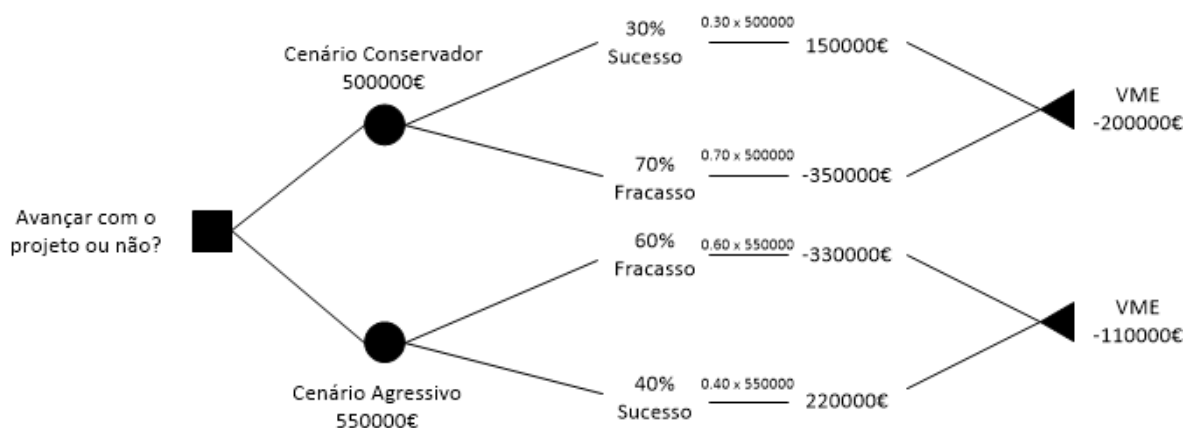 Avançar com o
projeto ou não?
Cenário Conservador
500000€
30%
Sucesso
0.30 x 500000
150000€
70%
Fracasso
0.70 x 500000
-350000€
VME
-200000€
Cenário Agressivo
550000€
60%
Fracasso
0.60 x 550000
-330000€
40%
Sucesso
0.40 x 550000
220000€
VME
-110000€